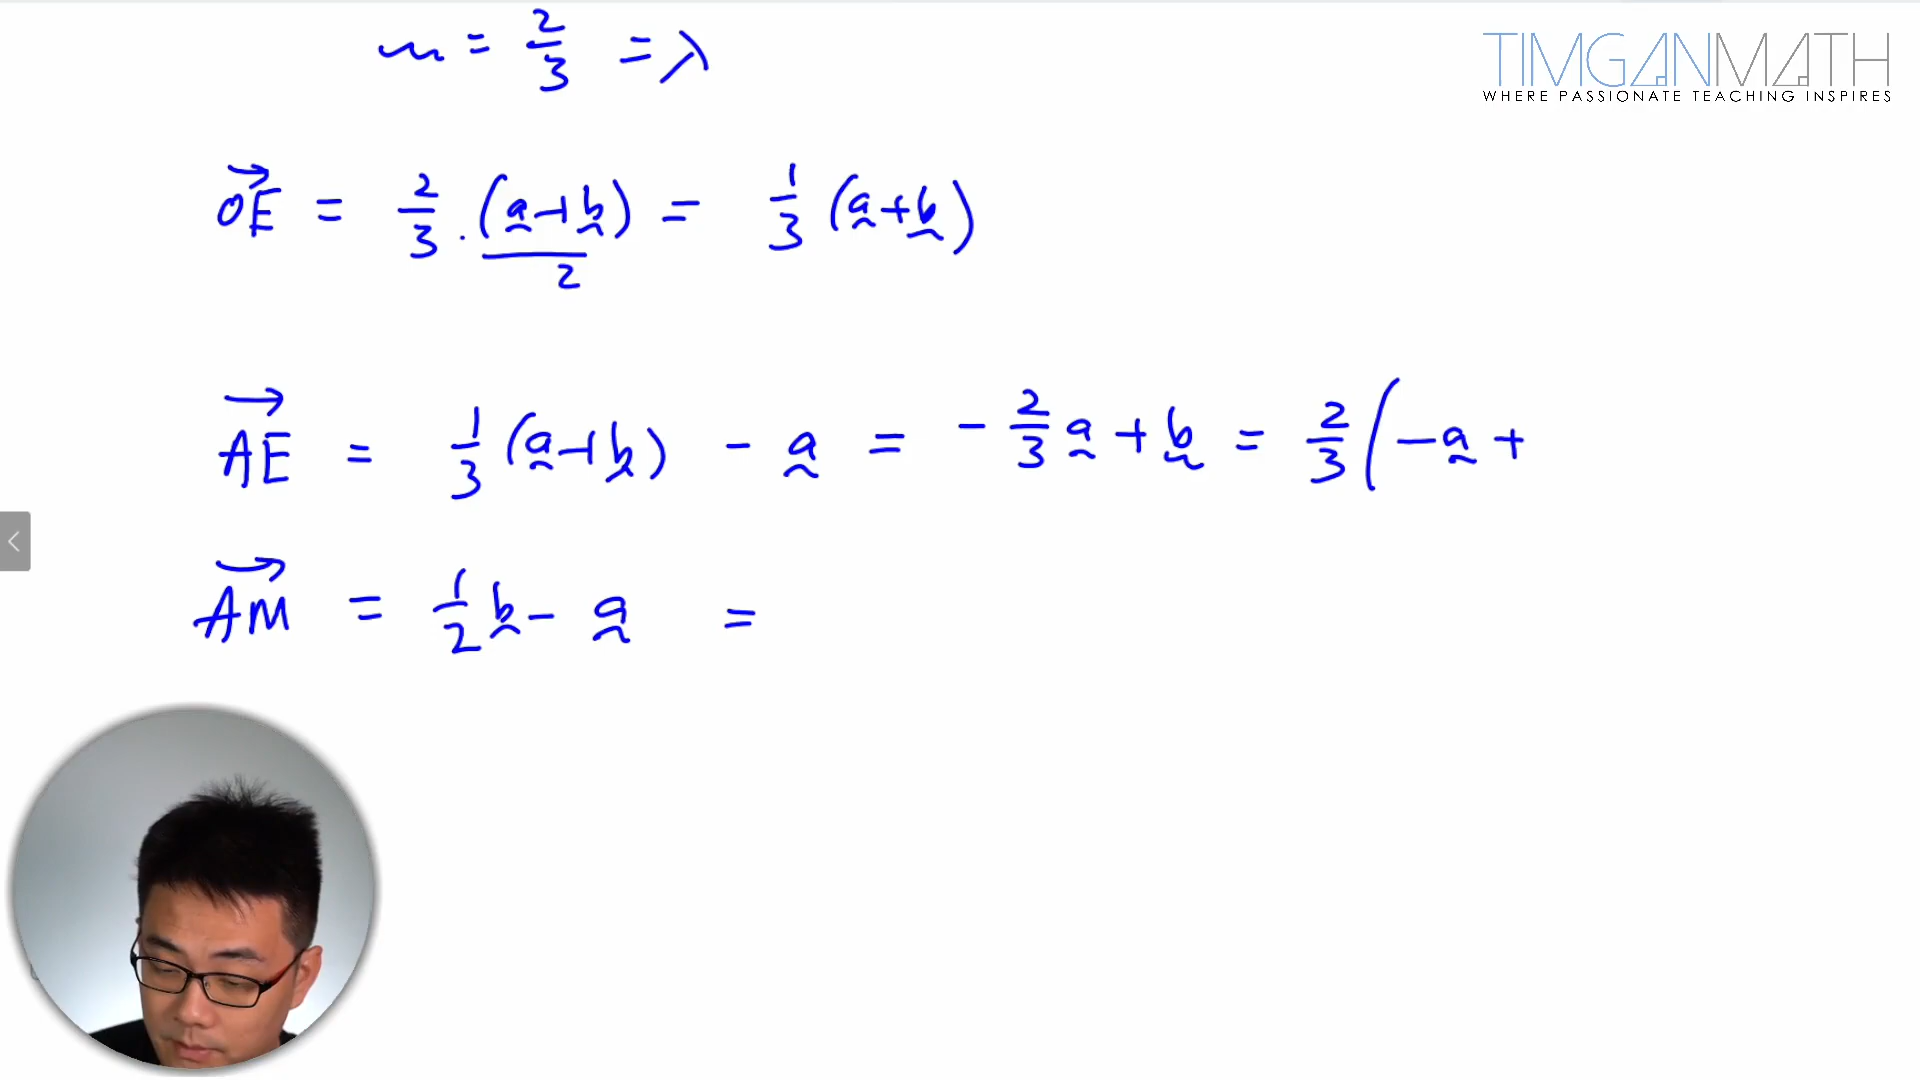 m = 2/3 = λ
TIMGANMATH
WHERE PASSIONATE TEACHING INSPIRES
OE = 2/3 . (a+b)/2 = 1/3 (a+b)
AE = 1/3 (a+b) - a = - 2/3 a + b = 2/3 (-a +
AM = 1/2 b - a =